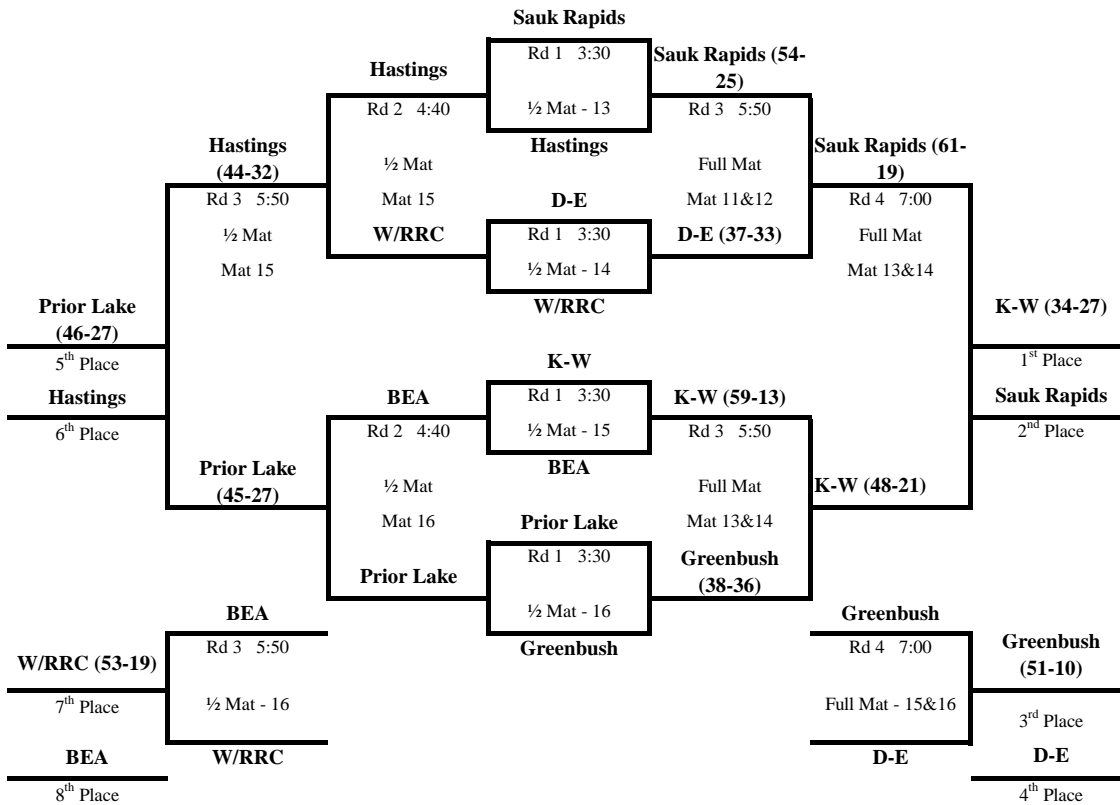 Sauk Rapids
Rd 1 3:30
Hastings
Sauk Rapids (54-
25)
Rd 2 4:40
½ Mat - 13
Rd 3 5:50
Hastings
(44-32)
Hastings
Sauk Rapids (61-
19)
½ Mat
Full Mat
Rd 3 5:50
Mat 15
D-E
Mat 11&12
Rd 4 7:00
½ Mat
W/RRC
Rd 1 3:30
D-E (37-33)
Full Mat
Mat 15
½ Mat - 14
Mat 13&14
W/RRC
Prior Lake
(46-27)
K-W (34-27)
5th Place
K-W
1st Place
Hastings
BEA
Rd 1 3:30
K-W (59-13)
Sauk Rapids
6th Place
Rd 2 4:40
½ Mat - 15
Rd 3 5:50
2nd Place
Prior Lake
(45-27)
BEA
½ Mat
Full Mat
K-W (48-21)
Mat 16
Prior Lake
Mat 13&14
Rd 1 3:30
Greenbush
(38-36)
Prior Lake
½ Mat - 16
BEA
Greenbush
Greenbush
Rd 3 5:50
Rd 4 7:00
W/RRC (53-19)
Greenbush
(51-10)
7th Place
½ Mat - 16
Full Mat - 15&16
3rd Place
BEA
W/RRC
D-E
D-E
8th Place
4th Place